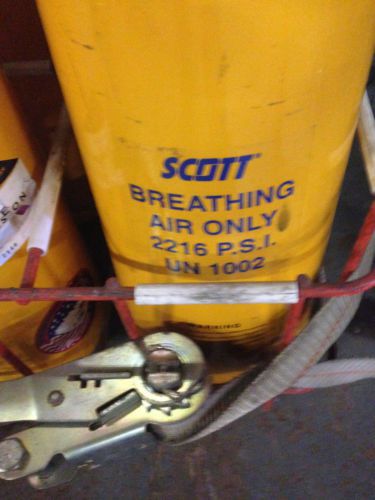 SCOTT
BREATHING
AIR ONLY
2216 P.S.I.
UN 1002